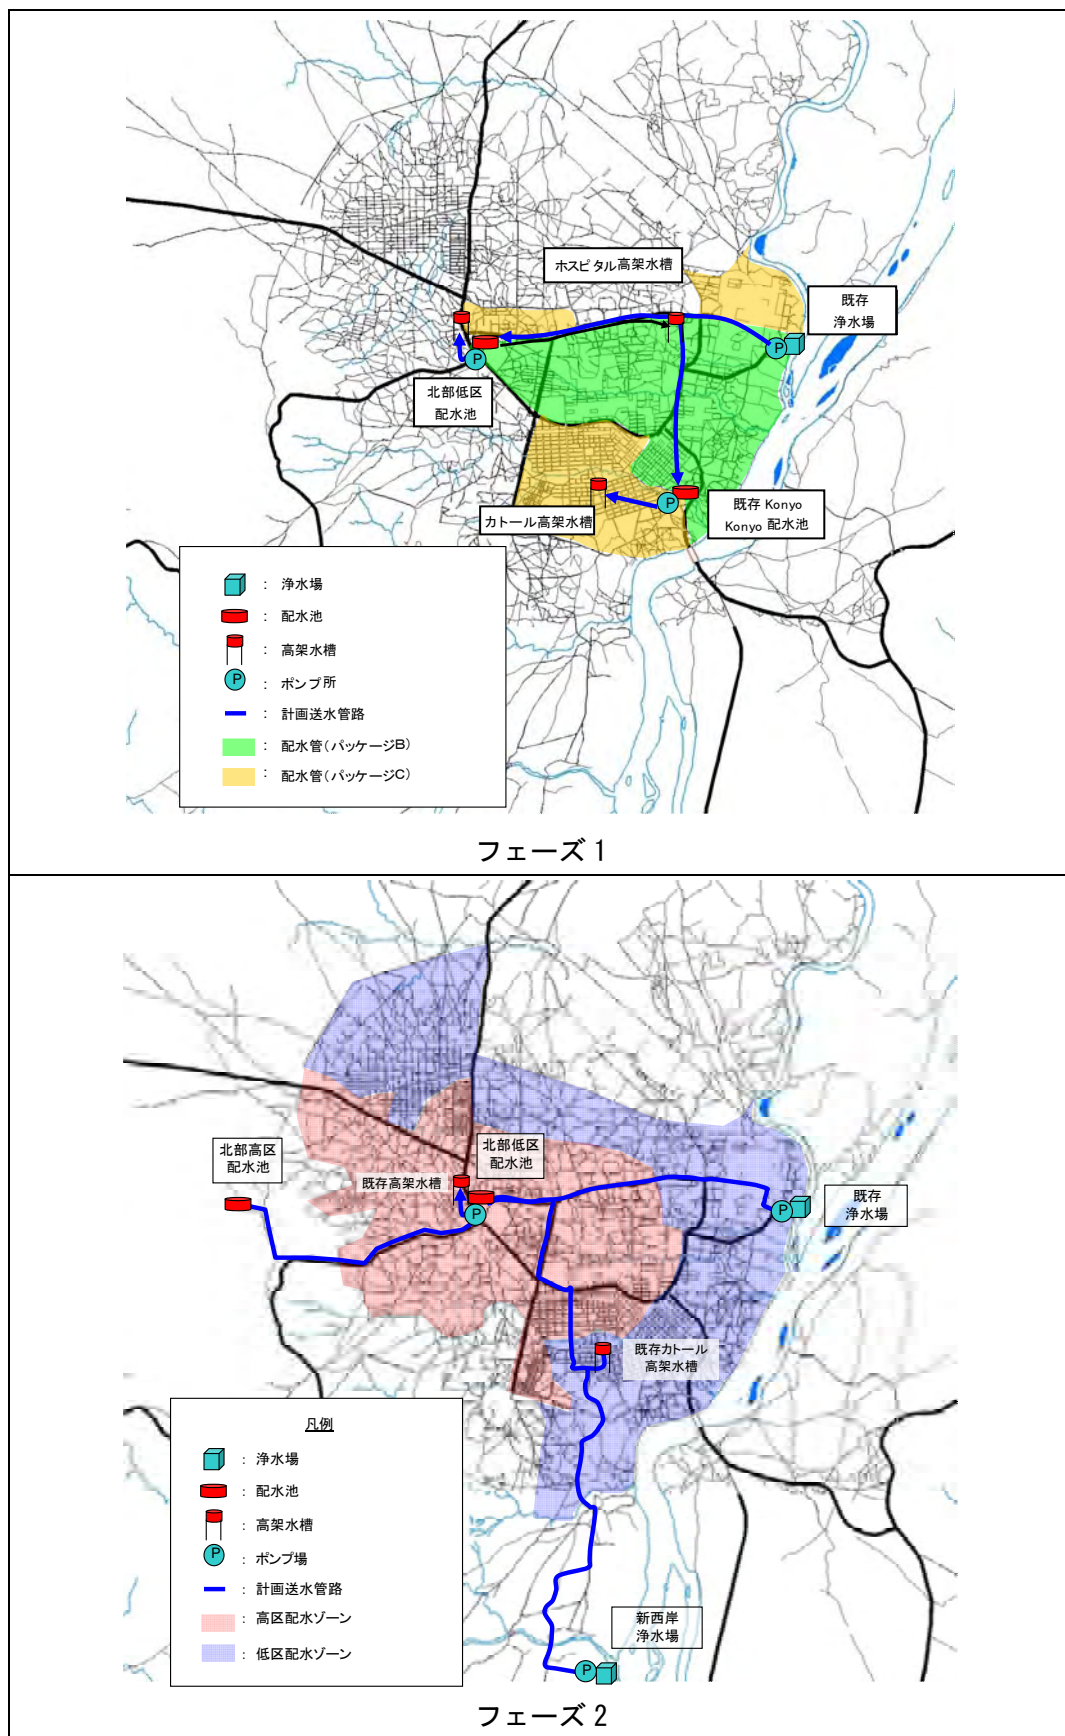 ホスピタル高架水槽
既存
浄水場
P
P
北部低区
配水池
P
カトール高架水槽
既存 Konyo
Konyo 配水池
： 浄水場
： 配水池
： 高架水槽
P ： ポンプ所
： 計画送水管路
： 配水管（パッケージB）
： 配水管（パッケージC）
フェーズ 1
北部高区
配水池
北部低区
配水池
既存高架水槽
P
P
既存
浄水場
既存カトール
高架水槽
凡例
： 浄水場
： 配水池
： 高架水槽
P ： ポンプ場
： 計画送水管路
： 高区配水ゾーン
： 低区配水ゾーン
新西岸
浄水場
P
フェーズ 2